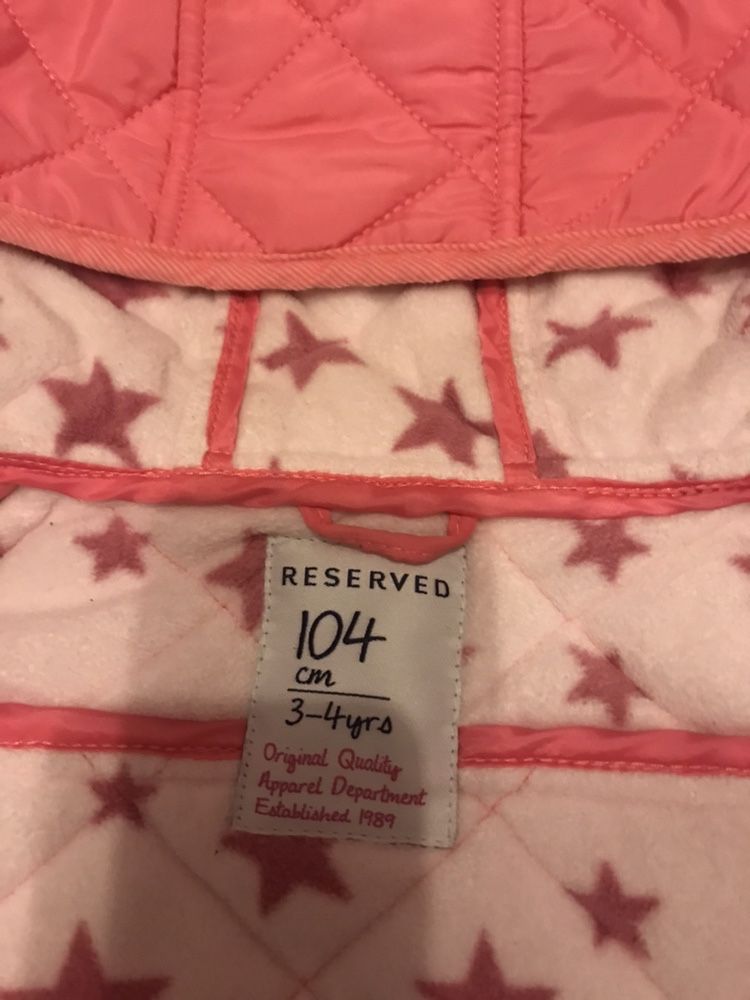 RESERVED
104
cm
3-4yrs
Original Quality
Apparel Department
Established 1989